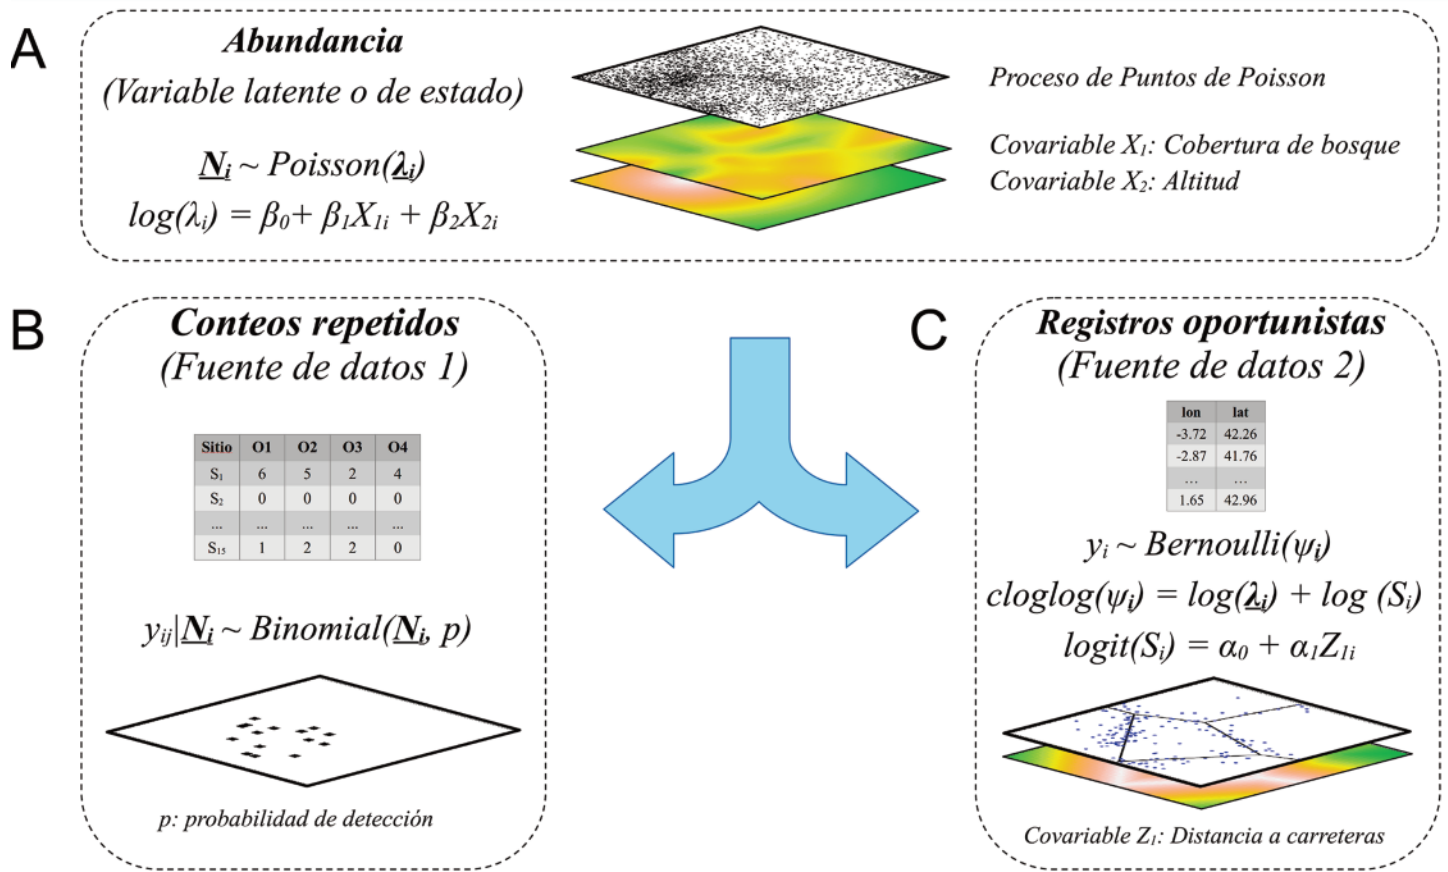 A
Abundancia
(Variable latente o de estado)
Nᵢ ~ Poisson(λᵢ)
log(λᵢ) = β₀+ β₁X₁ᵢ + β₂X₂ᵢ
Proceso de Puntos de Poisson
Covariable X₁: Cobertura de bosque
Covariable X₂: Altitud
B
Conteos repetidos
(Fuente de datos 1)
Sitio O1 O2 O3 O4
S₁ 6 5 2 4
S₂ 0 0 0 0
... ... ... ... ...
S₁₅ 1 2 2 0
yᵢⱼ|Nᵢ ~ Binomial(Nᵢ, p)
p: probabilidad de detección
C
Registros oportunistas
(Fuente de datos 2)
lon lat
-3.72 42.26
-2.87 41.76
... ...
1.65 42.96
yᵢ ~ Bernoulli(ψᵢ)
cloglog(ψᵢ) = log(λᵢ) + log (Sᵢ)
logit(Sᵢ) = α₀ + α₁Z₁ᵢ
Covariable Z₁: Distancia a carreteras